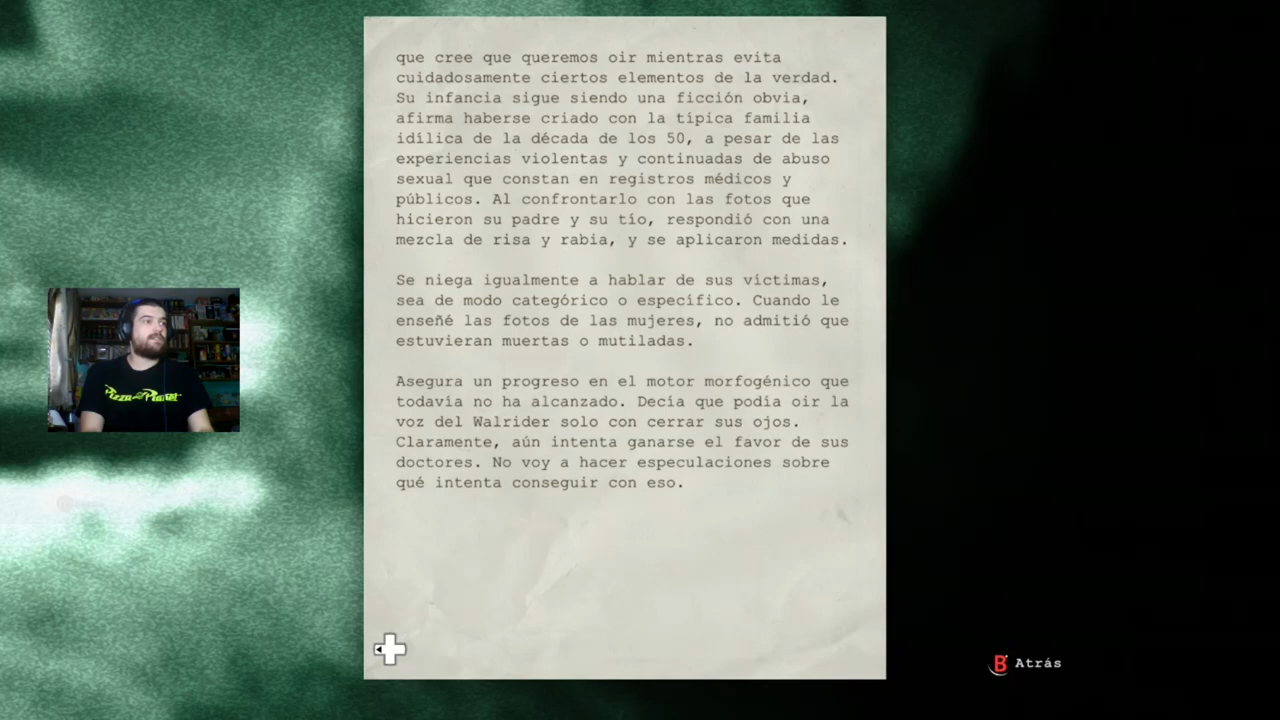 que cree que queremos oir mientras evita
cuidadosamente ciertos elementos de la verdad.
Su infancia sigue siendo una ficción obvia,
afirma haberse criado con la típica familia
idílica de la década de los 50, a pesar de las
experiencias violentas y continuadas de abuso
sexual que constan en registros médicos y
públicos. Al confrontarlo con las fotos que
hicieron su padre y su tío, respondió con una
mezcla de risa y rabia, y se aplicaron medidas.
Se niega igualmente a hablar de sus víctimas,
sea de modo categórico o específico. Cuando le
enseñé las fotos de las mujeres, no admitió que
estuvieran muertas o mutiladas.
Asegura un progreso en el motor morfogénico que
todavía no ha alcanzado. Decía que podía oir la
voz del Walrider solo con cerrar sus ojos.
Claramente, aún intenta ganarse el favor de sus
doctores. No voy a hacer especulaciones sobre
qué intenta conseguir con eso.
Pizza Planet
B Atrás